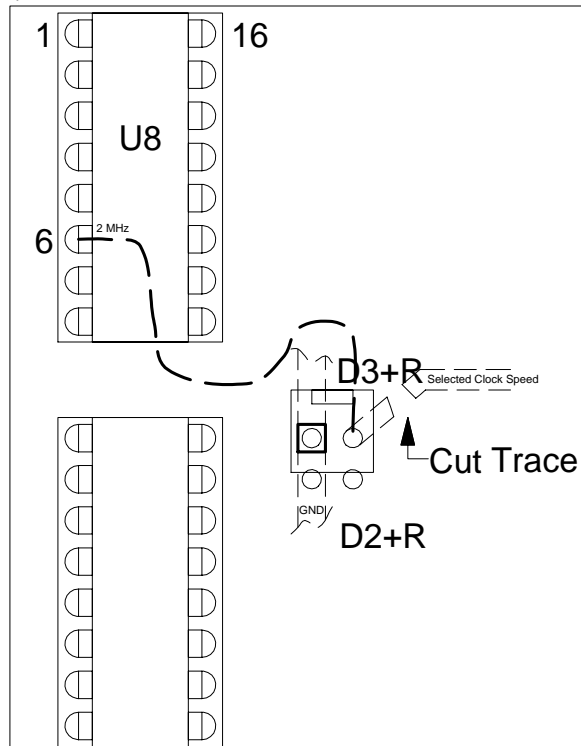 1
16
U8
6
2 MHz
D3+R
Selected Clock Speed
Cut Trace
GND
D2+R